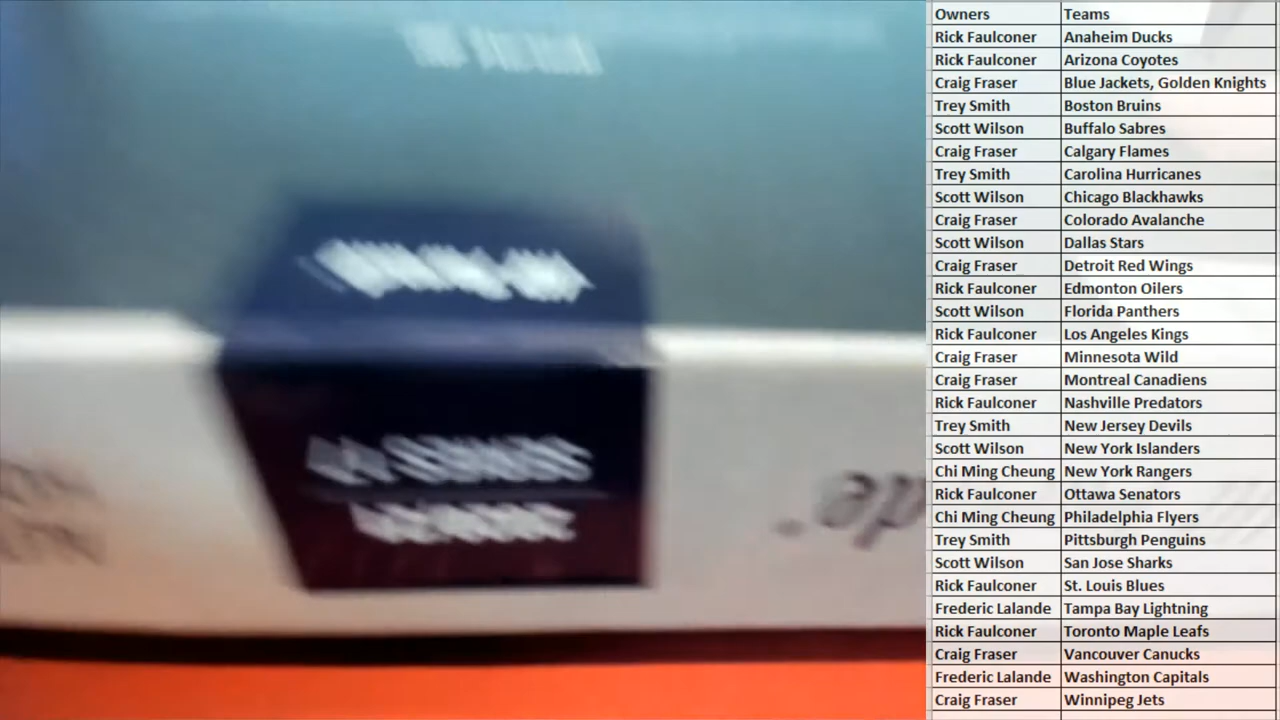 Owners Teams
Rick Faulconer Anaheim Ducks
Rick Faulconer Arizona Coyotes
Craig Fraser Blue Jackets, Golden Knights
Trey Smith Boston Bruins
Scott Wilson Buffalo Sabres
Craig Fraser Calgary Flames
Trey Smith Carolina Hurricanes
Scott Wilson Chicago Blackhawks
Craig Fraser Colorado Avalanche
Scott Wilson Dallas Stars
Craig Fraser Detroit Red Wings
Rick Faulconer Edmonton Oilers
Scott Wilson Florida Panthers
Rick Faulconer Los Angeles Kings
Craig Fraser Minnesota Wild
Craig Fraser Montreal Canadiens
Rick Faulconer Nashville Predators
Trey Smith New Jersey Devils
Scott Wilson New York Islanders
Chi Ming Cheung New York Rangers
Rick Faulconer Ottawa Senators
Chi Ming Cheung Philadelphia Flyers
Trey Smith Pittsburgh Penguins
Scott Wilson San Jose Sharks
Rick Faulconer St. Louis Blues
Frederic Lalande Tampa Bay Lightning
Rick Faulconer Toronto Maple Leafs
Craig Fraser Vancouver Canucks
Frederic Lalande Washington Capitals
Craig Fraser Winnipeg Jets